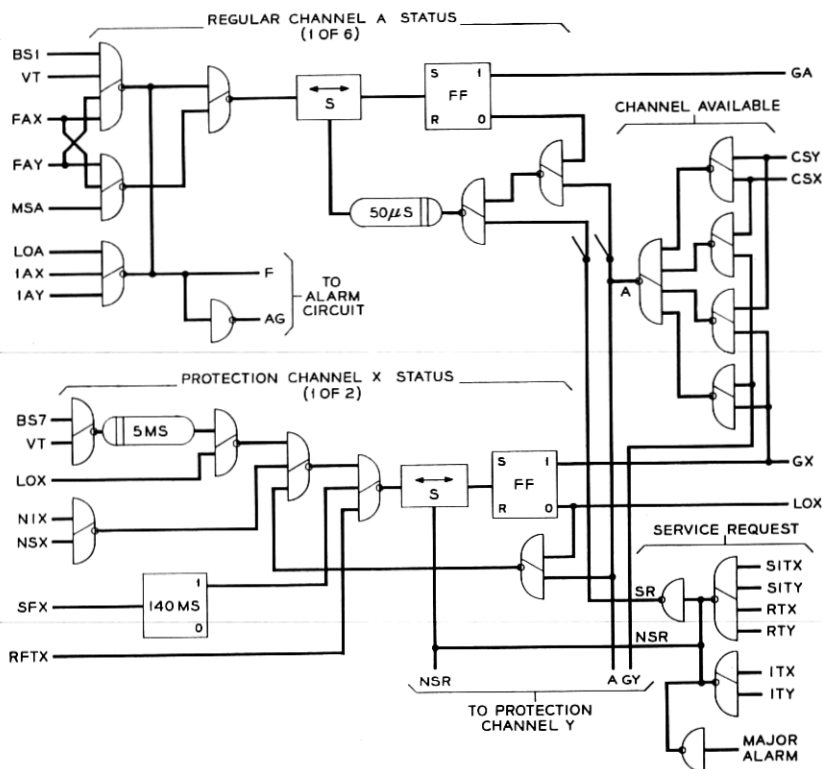 REGULAR CHANNEL A STATUS
(1 OF 6)
BS1
VT
FAX
FAY
MSA
LOA
IAX
IAY
S
S 1
FF
R 0
GA
50μS
F
AG
TO
ALARM
CIRCUIT
CHANNEL AVAILABLE
CSY
CSX
A
PROTECTION CHANNEL X STATUS
(1 OF 2)
BS7
VT
5MS
LOX
NIX
NSX
SFX
1
140 MS
0
RFTX
S
S 1
FF
R 0
GX
LOX
SERVICE REQUEST
SITX
SITY
RTX
RTY
SR
NSR
ITX
ITY
MAJOR
ALARM
NSR
A GY
TO PROTECTION
CHANNEL Y